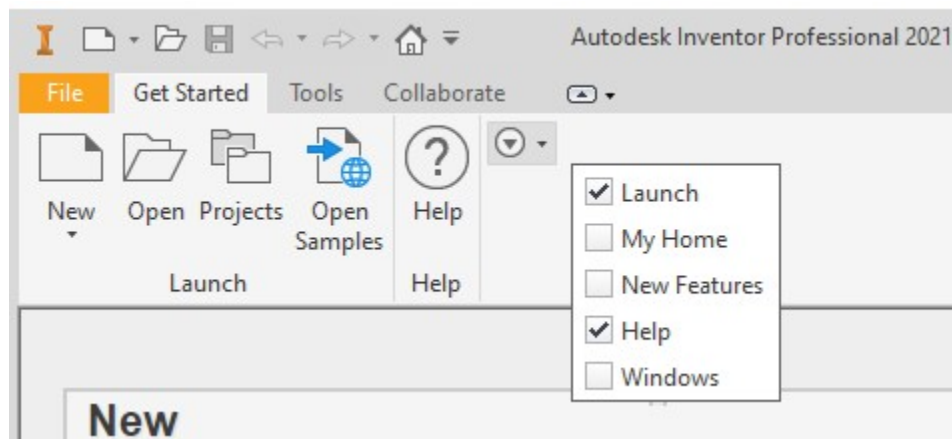 Autodesk Inventor Professional 2021
File Get Started Tools Collaborate
New Open Projects Open Samples Help
Launch Help
Launch
My Home
New Features
Help
Windows
New